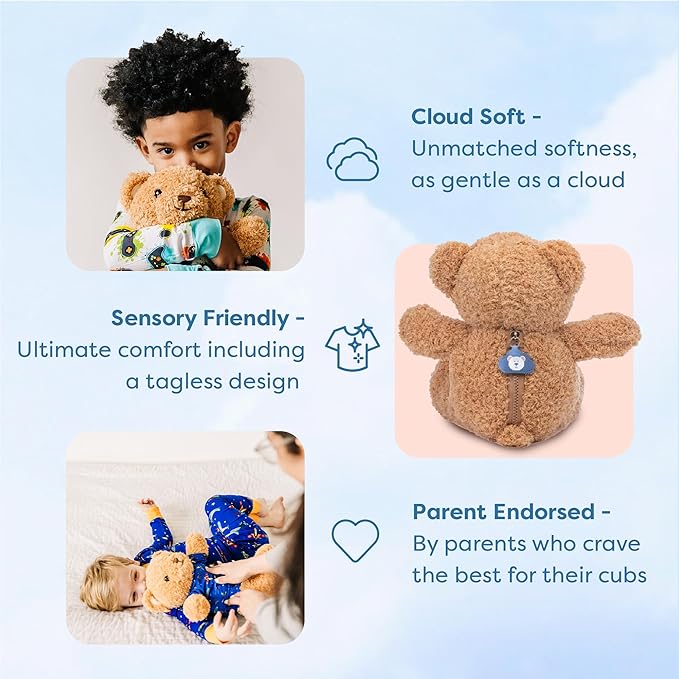 Cloud Soft -
Unmatched softness,
as gentle as a cloud
Sensory Friendly -
Ultimate comfort including
a tagless design
Parent Endorsed -
By parents who crave
the best for their cubs